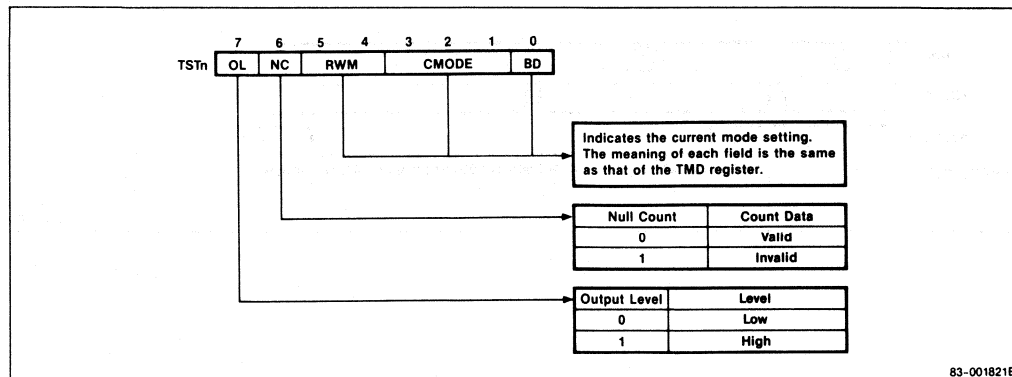 7 6 5 4 3 2 1 0
TSTn OL NC RWM CMODE BD
Indicates the current mode setting.
The meaning of each field is the same
as that of the TMD register.
Null Count Count Data
0 Valid
1 Invalid
Output Level Level
0 Low
1 High
83-001821B